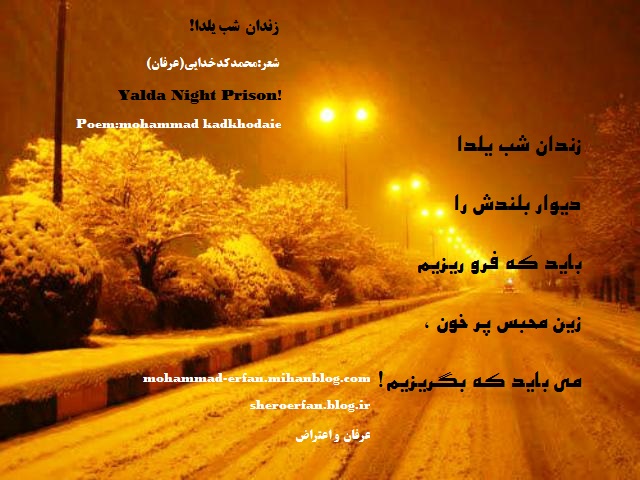 زندان شب یلدا!
شعر:محمدکدخدایی(عرفان)
Yalda Night Prison!
Poem:mohammad kadkhodaie
زندان شب یلدا
دیوار بلندش را
باید که فرو ریزیم
زین محبس پر خون ،
می باید که بگریزیم!
mohammad-erfan.mihanblog.com
sheroerfan.blog.ir
عرفان و اعتراض